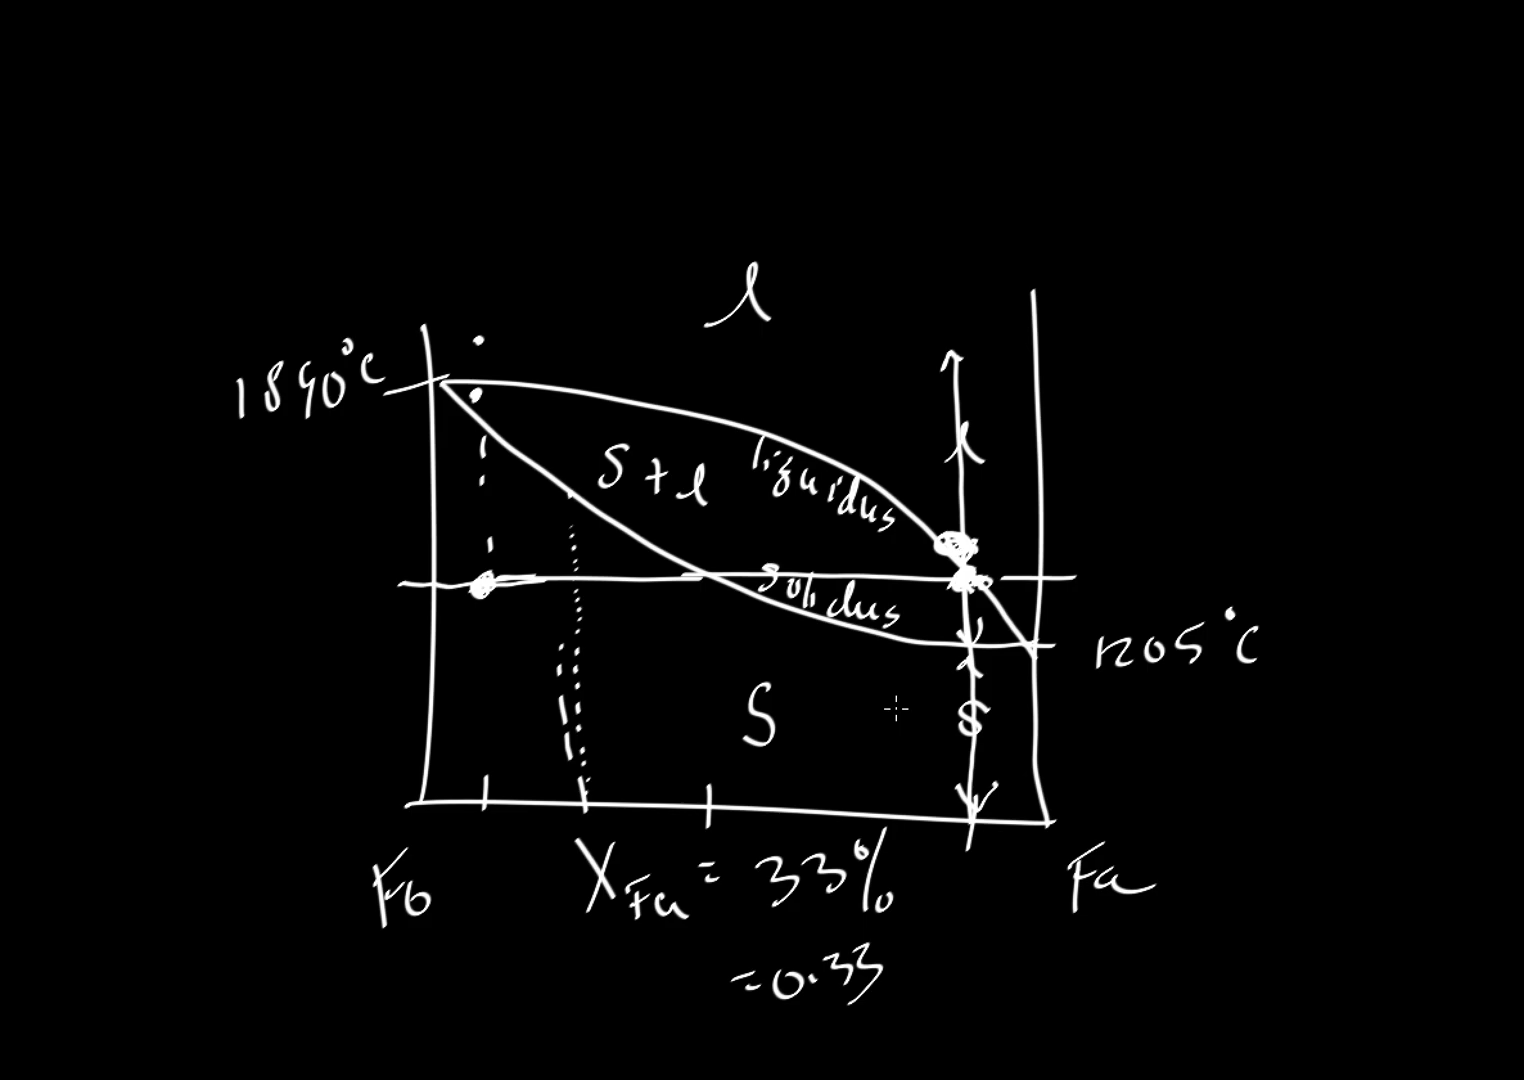 l
1890°C
S + l
liquidus
l
solidus
1205°C
S
S
Fo
X_Fa = 33%
Fa
=0.33